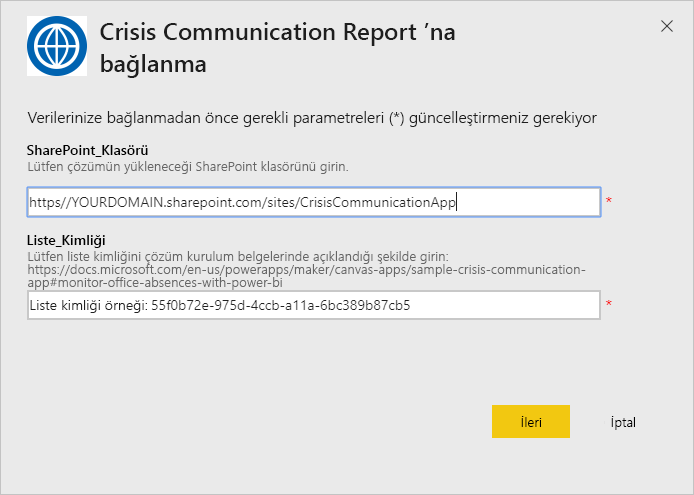 Crisis Communication Report ’na
bağlanma
Verilerinize bağlanmadan önce gerekli parametreleri (*) güncelleştirmeniz gerekiyor
SharePoint_Klasörü
Lütfen çözümün yükleneceği SharePoint klasörünü girin.
https//YOURDOMAIN.sharepoint.com/sites/CrisisCommunicationApp *
Liste_Kimliği
Lütfen liste kimliğini çözüm kurulum belgelerinde açıklandığı şekilde girin:
https://docs.microsoft.com/en-us/powerapps/maker/canvas-apps/sample-crisis-communication-
app#monitor-office-absences-with-power-bi
Liste kimliği örneği: 55f0b72e-975d-4ccb-a11a-6bc389b87cb5 *
İleri İptal